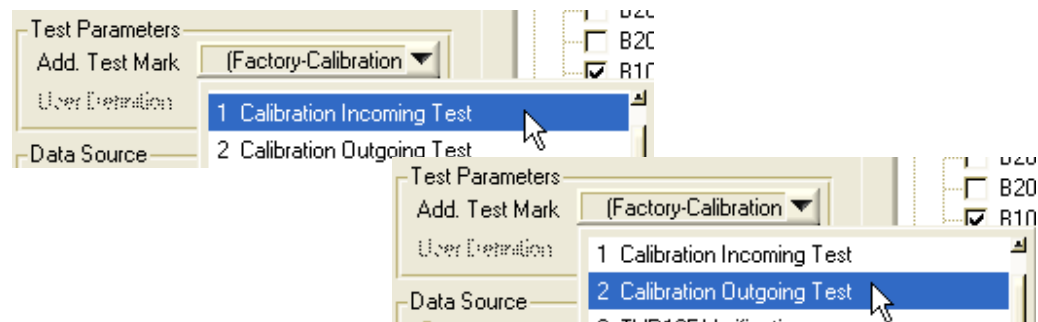 Test Parameters
Add. Test Mark (Factory-Calibration
User Definition
1 Calibration Incoming Test
2 Calibration Outgoing Test
Data Source
B20
B10
Test Parameters
Add. Test Mark (Factory-Calibration
User Definition
1 Calibration Incoming Test
2 Calibration Outgoing Test
Data Source
B20
B10